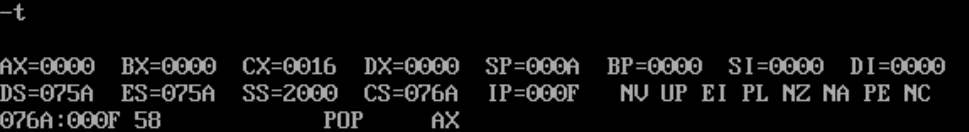 -t
AX=0000 BX=0000 CX=0016 DX=0000 SP=000A BP=0000 SI=0000 DI=0000
DS=075A ES=075A SS=2000 CS=076A IP=000F NV UP EI PL NZ NA PE NC
076A:000F 58 POP AX